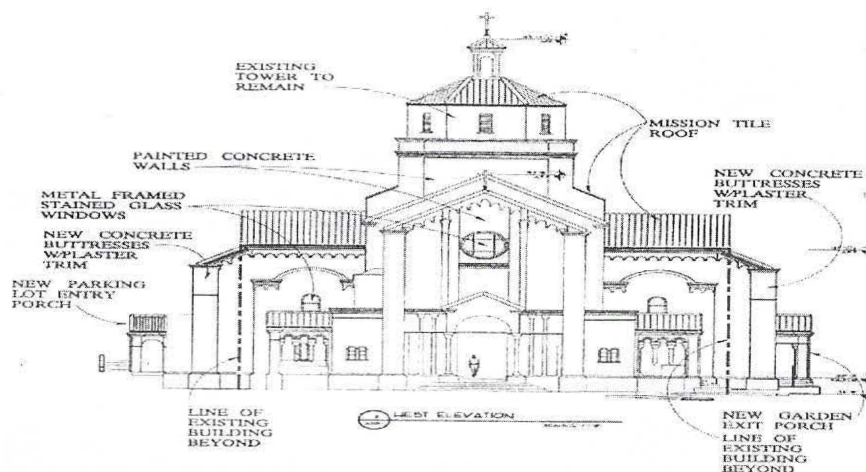 EXISTING
TOWER TO
REMAIN
MISSION TILE
ROOF
PAINTED CONCRETE
WALLS
METAL FRAMED
STAINED GLASS
WINDOWS
NEW CONCRETE
BUTTRESSES
W/PLASTER
TRIM
NEW CONCRETE
BUTTRESSES
W/PLASTER
TRIM
NEW PARKING
LOT ENTRY
PORCH
LINE OF
EXISTING
BUILDING
BEYOND
WEST ELEVATION
NEW GARDEN
EXIT PORCH
LINE OF
EXISTING
BUILDING
BEYOND